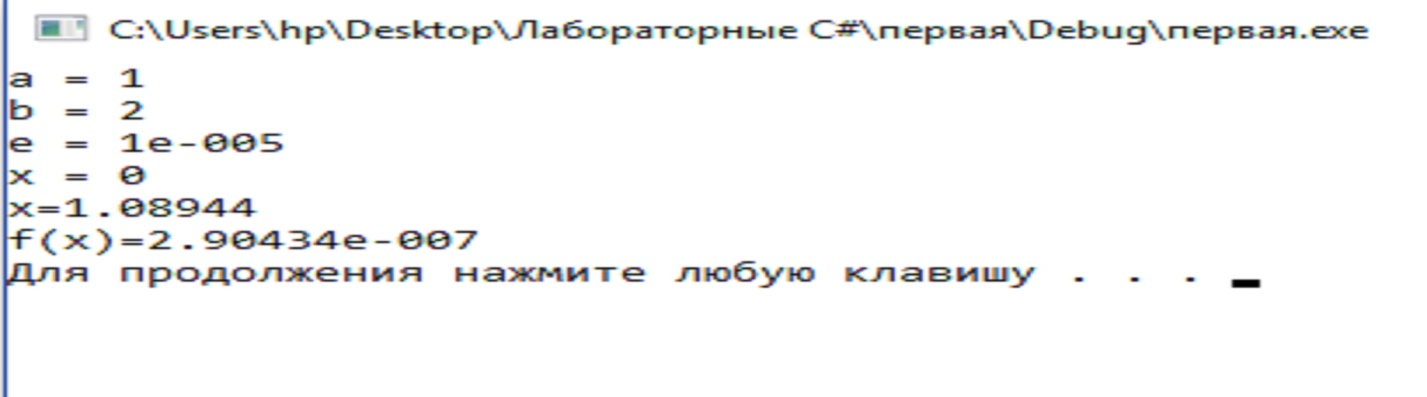 C:\Users\hp\Desktop\Лабораторные C#\первая\Debug\первая.exe
a = 1
b = 2
e = 1e-005
x = 0
x=1.08944
f(x)=2.90434e-007
Для продолжения нажмите любую клавишу . . .